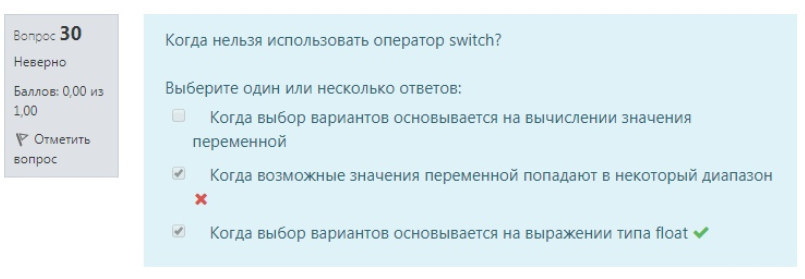 Вопрос 30
Неверно
Баллов: 0,00 из
1,00
Отметить
вопрос
Когда нельзя использовать оператор switch?
Выберите один или несколько ответов:
Когда выбор вариантов основывается на вычислении значения
переменной
Когда возможные значения переменной попадают в некоторый диапазон
Когда выбор вариантов основывается на выражении типа float